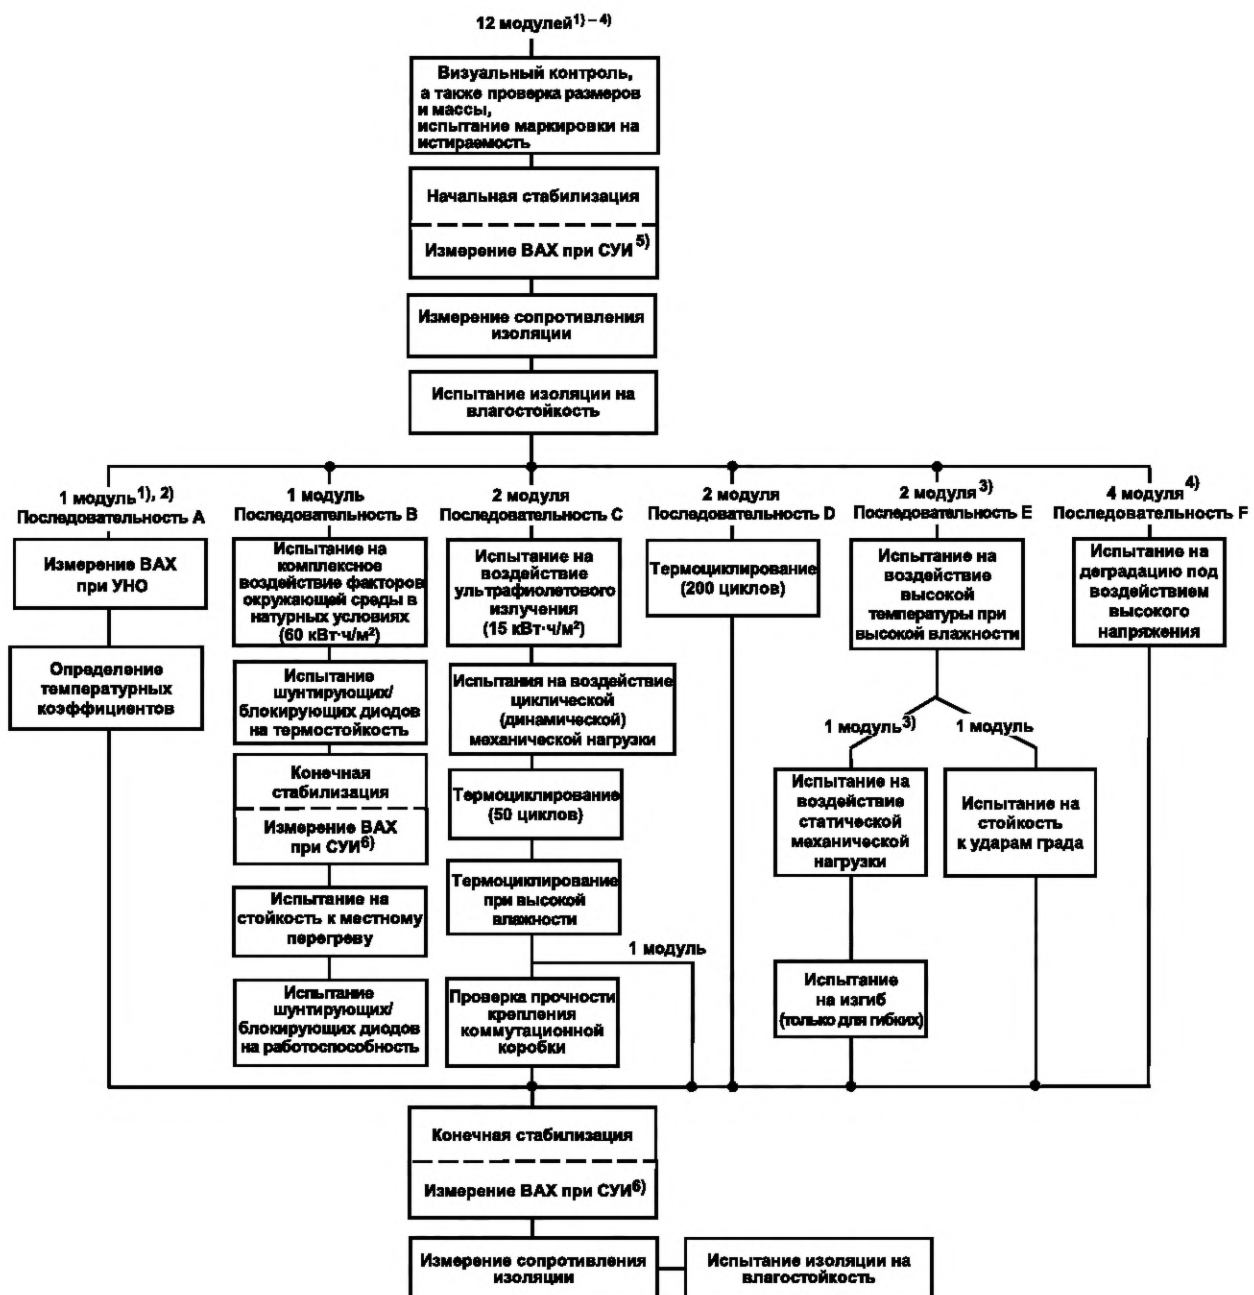 12 модулей1) – 4)
Визуальный контроль,
а также проверка размеров
и массы,
испытание маркировки на
истираемость
Начальная стабилизация
Измерение ВАХ при СУИ5)
Измерение сопротивления
изоляции
Испытание изоляции на
влагостойкость
1 модуль1), 2)
Последовательность A
Измерение ВАХ
при УНО
Определение
температурных
коэффициентов
1 модуль
Последовательность B
Испытание на
комплексное
воздействие факторов
окружающей среды в
натурных условиях
(60 кВт·ч/м²)
Испытание
шунтирующих/
блокирующих диодов
на термостойкость
Конечная
стабилизация
Измерение ВАХ
при СУИ6)
Испытание на
стойкость к местному
перегреву
Испытание
шунтирующих/
блокирующих диодов
на работоспособность
2 модуля
Последовательность C
Испытание на
воздействие
ультрафиолетового
излучения
(15 кВт·ч/м²)
Испытания на воздействие
циклической
(динамической)
механической нагрузки
Термоциклирование
(50 циклов)
Термоциклирование
при высокой
влажности
1 модуль
Проверка прочности
крепления
коммутационной
коробки
2 модуля
Последовательность D
Термоциклирование
(200 циклов)
2 модуля3)
Последовательность E
Испытание на
воздействие
высокой
температуры при
высокой влажности
1 модуль3)
1 модуль
Испытание на
воздействие
статической
механической
нагрузки
Испытание на
стойкость
к ударам града
Испытание
на изгиб
(только для гибких)
4 модуля4)
Последовательность F
Испытание на
деградацию под
воздействием
высокого
напряжения
Конечная стабилизация
Измерение ВАХ при СУИ6)
Измерение сопротивления
изоляции
Испытание изоляции на
влагостойкость